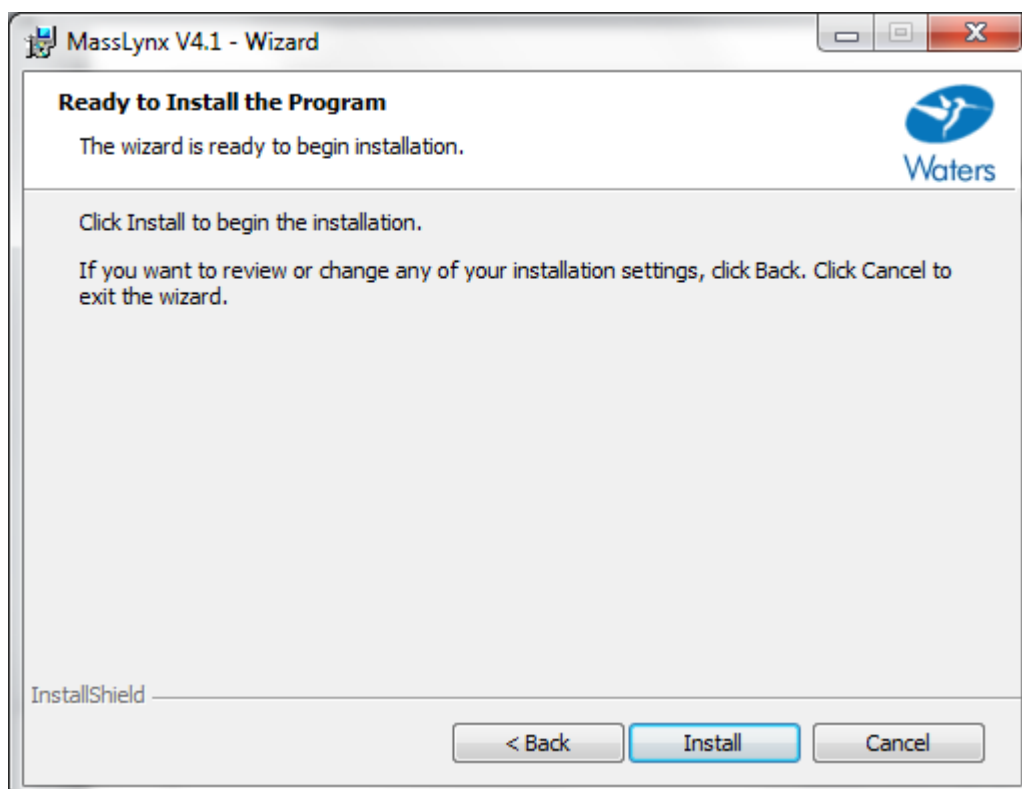 MassLynx V4.1 - Wizard
Ready to Install the Program
The wizard is ready to begin installation.
Waters
Click Install to begin the installation.
If you want to review or change any of your installation settings, click Back. Click Cancel to
exit the wizard.
InstallShield
< Back
Install
Cancel